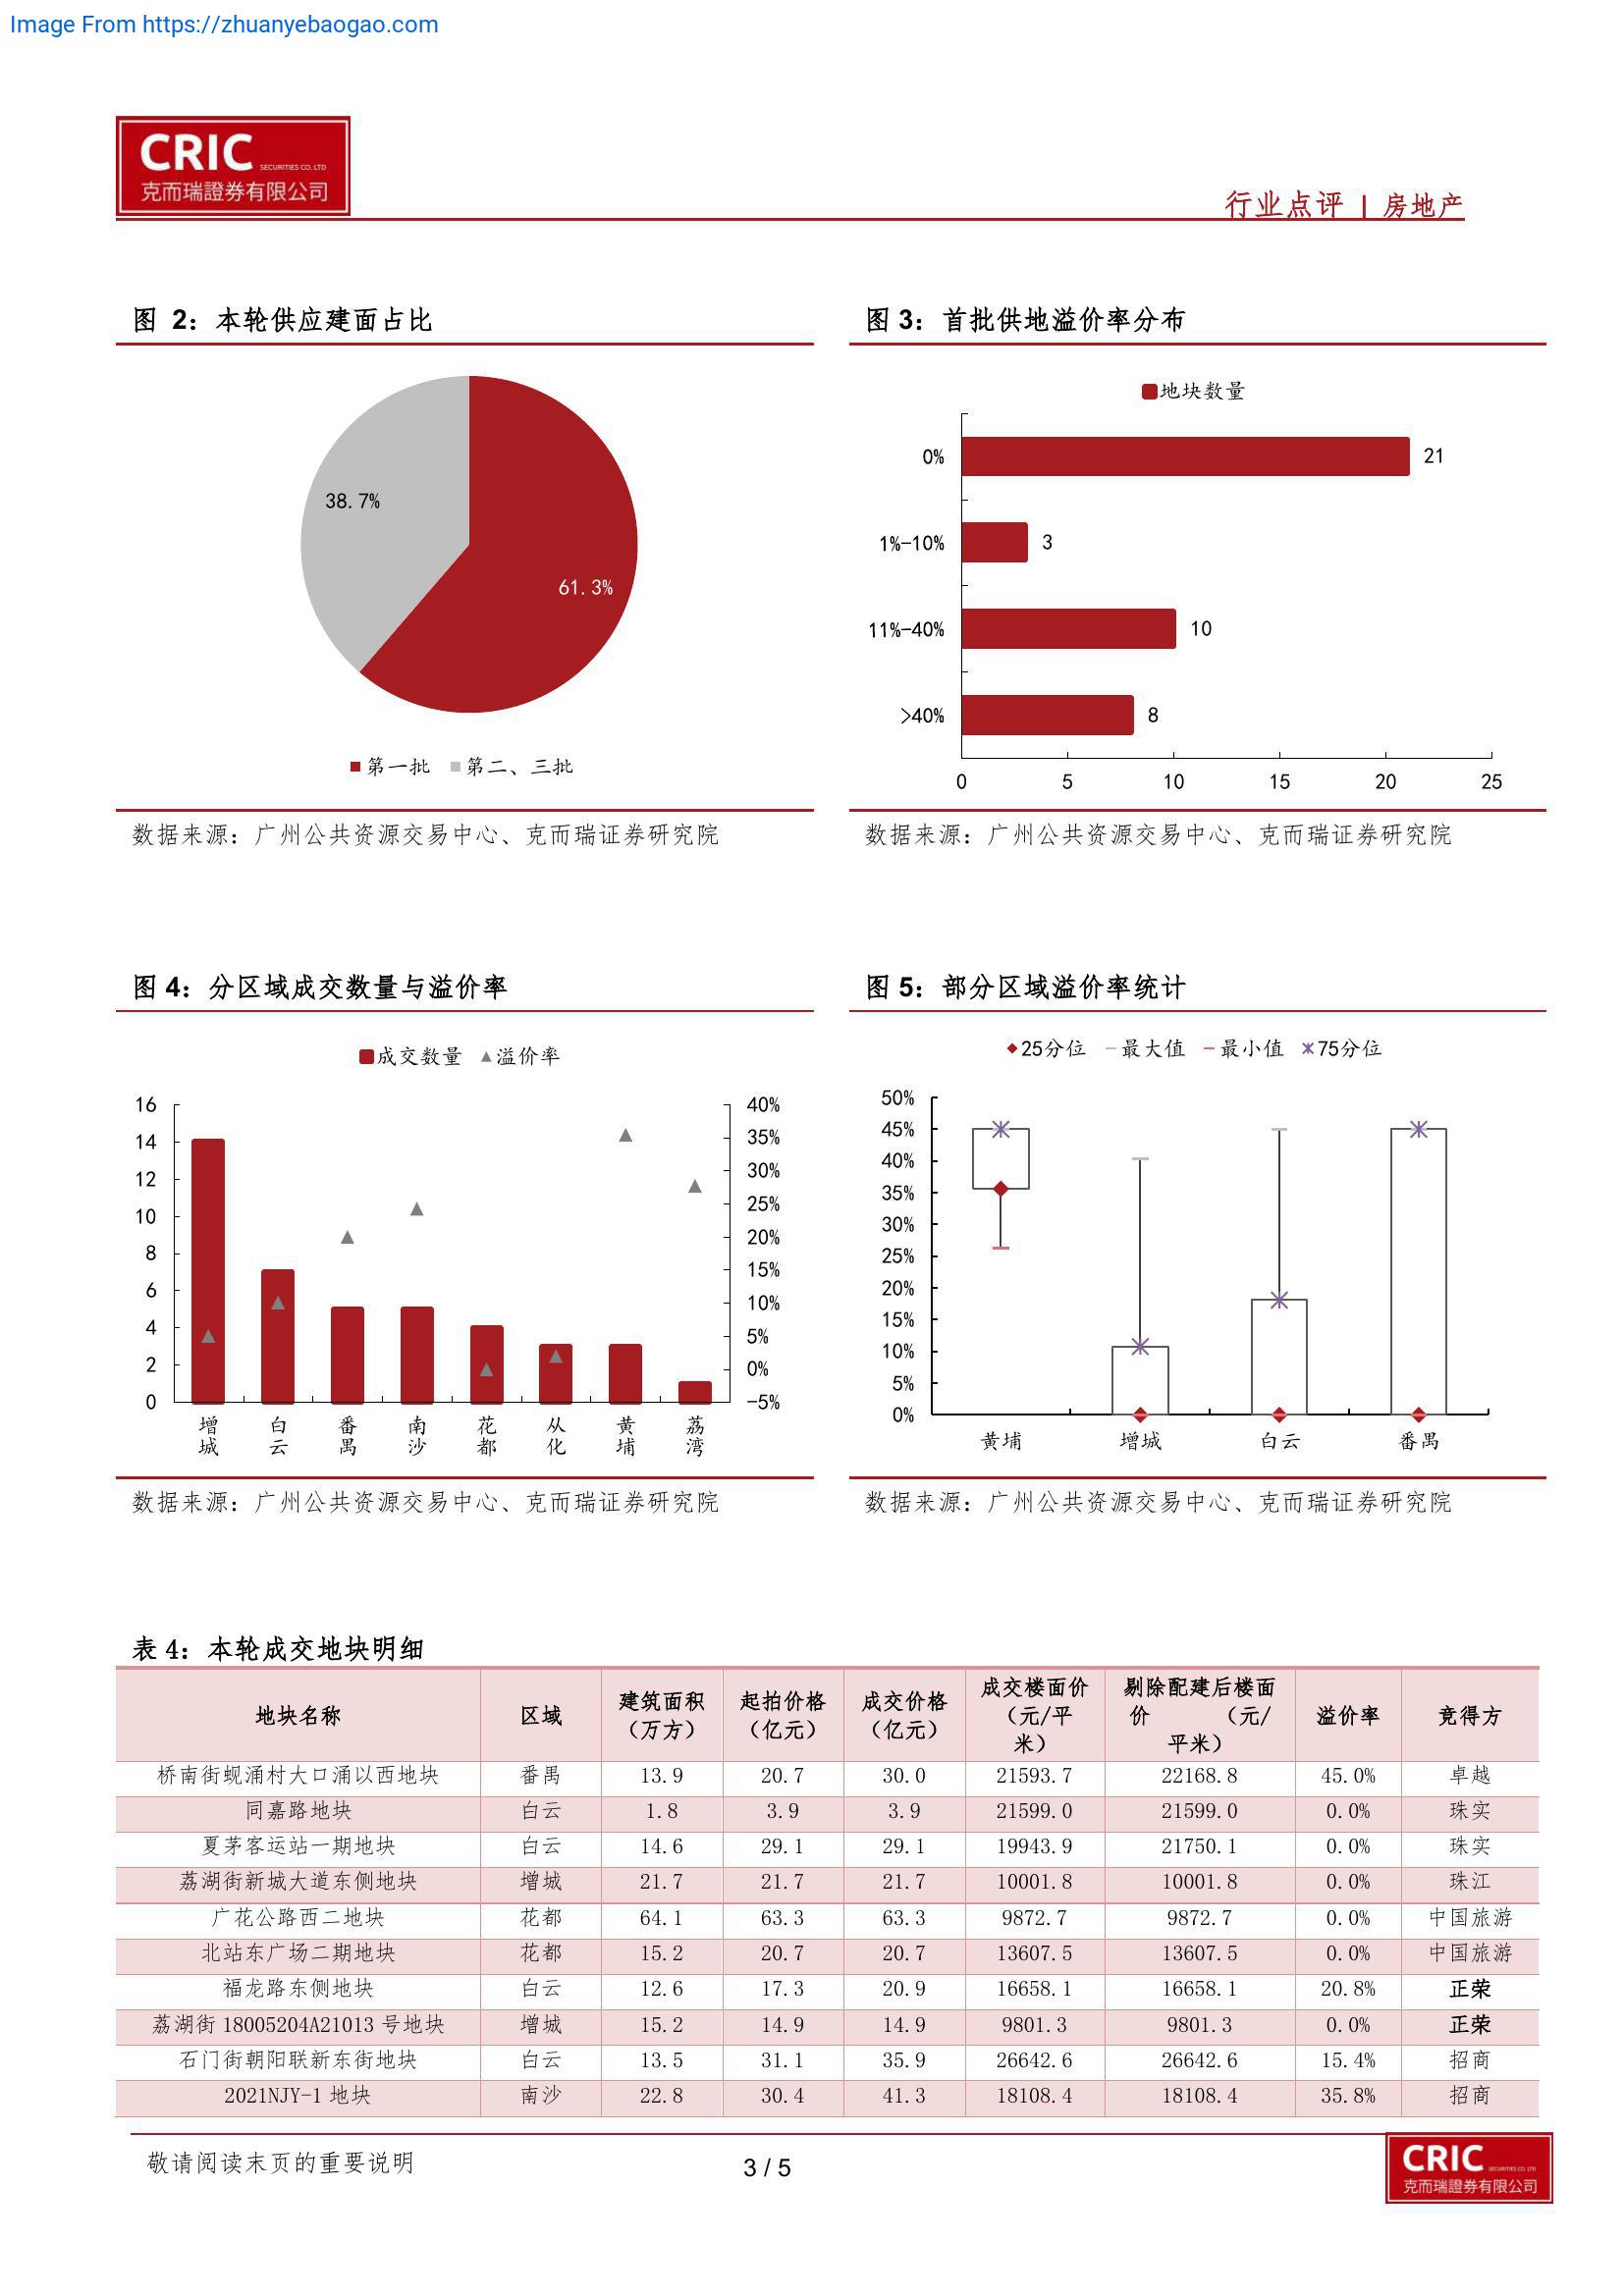 Image From https://zhuanyebaogao.com
CRIC SECURITIES CO. LTD
克而瑞證券有限公司
行业点评 | 房地产
图 2：本轮供应建面占比
38.7%
61.3%
第一批 第二、三批
数据来源：广州公共资源交易中心、克而瑞证券研究院
图 3：首批供地溢价率分布
地块数量
0% 21
1%-10% 3
11%-40% 10
>40% 8
0 5 10 15 20 25
数据来源：广州公共资源交易中心、克而瑞证券研究院
图 4：分区域成交数量与溢价率
成交数量 溢价率
16 40%
14 35%
12 30%
10 25%
8 20%
6 15%
4 10%
2 5%
0 0%
-5%
增城 白云 番禺 南沙 花都 从化 黄埔 荔湾
数据来源：广州公共资源交易中心、克而瑞证券研究院
图 5：部分区域溢价率统计
25分位 最大值 最小值 75分位
50%
45%
40%
35%
30%
25%
20%
15%
10%
5%
0%
黄埔 增城 白云 番禺
数据来源：广州公共资源交易中心、克而瑞证券研究院
表 4：本轮成交地块明细
地块名称 区域 建筑面积（万方） 起拍价格（亿元） 成交价格（亿元） 成交楼面价（元/平米） 剔除配建后楼面价 （元/平米） 溢价率 竞得方
桥南街蚬涌村大口涌以西地块 番禺 13.9 20.7 30.0 21593.7 22168.8 45.0% 卓越
同嘉路地块 白云 1.8 3.9 3.9 21599.0 21599.0 0.0% 珠实
夏茅客运站一期地块 白云 14.6 29.1 29.1 19943.9 21750.1 0.0% 珠实
荔湖街新城大道东侧地块 增城 21.7 21.7 21.7 10001.8 10001.8 0.0% 珠江
广花公路西二地块 花都 64.1 63.3 63.3 9872.7 9872.7 0.0% 中国旅游
北站东广场二期地块 花都 15.2 20.7 20.7 13607.5 13607.5 0.0% 中国旅游
福龙路东侧地块 白云 12.6 17.3 20.9 16658.1 16658.1 20.8% 正荣
荔湖街 18005204A21013 号地块 增城 15.2 14.9 14.9 9801.3 9801.3 0.0% 正荣
石门街朝阳联新东街地块 白云 13.5 31.1 35.9 26642.6 26642.6 15.4% 招商
2021NJY-1 地块 南沙 22.8 30.4 41.3 18108.4 18108.4 35.8% 招商
敬请阅读末页的重要说明
3 / 5
CRIC SECURITIES CO. LTD
克而瑞證券有限公司